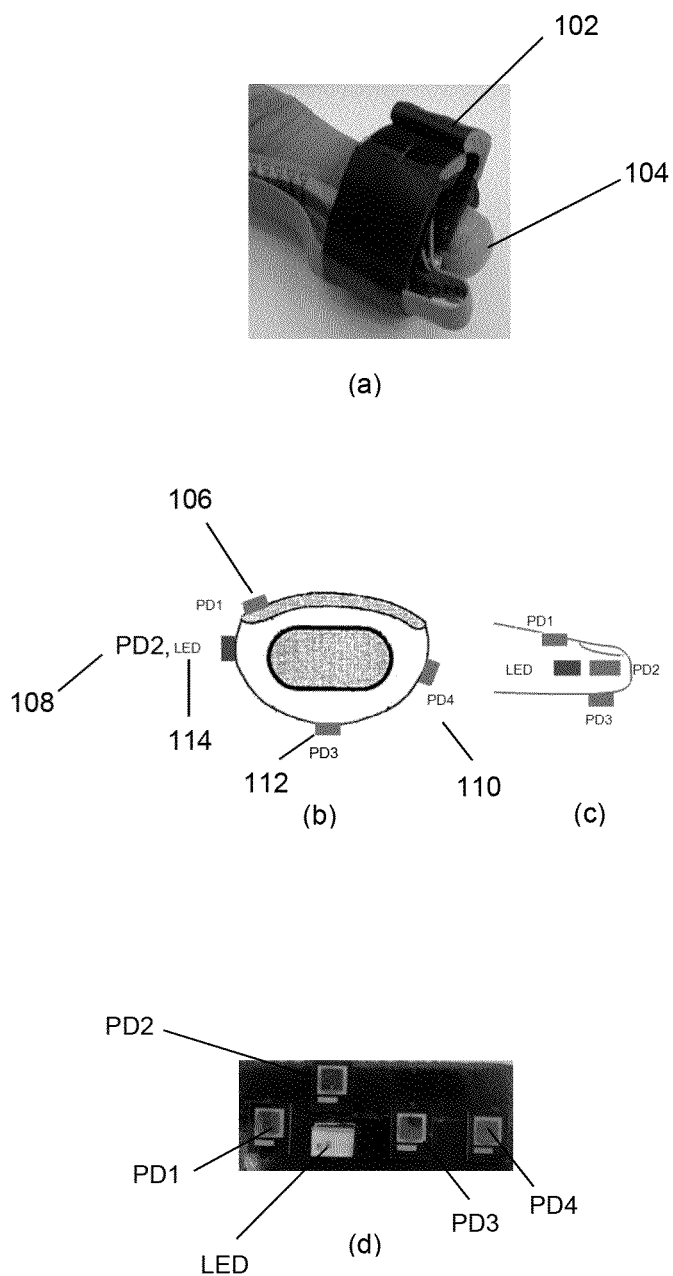 102
104
(a)
106
PD1
PD2, LED
108
114
PD4
112
PD3
110
(b)
PD1
LED
PD2
PD3
(c)
PD2
PD1
PD3
PD4
LED
(d)